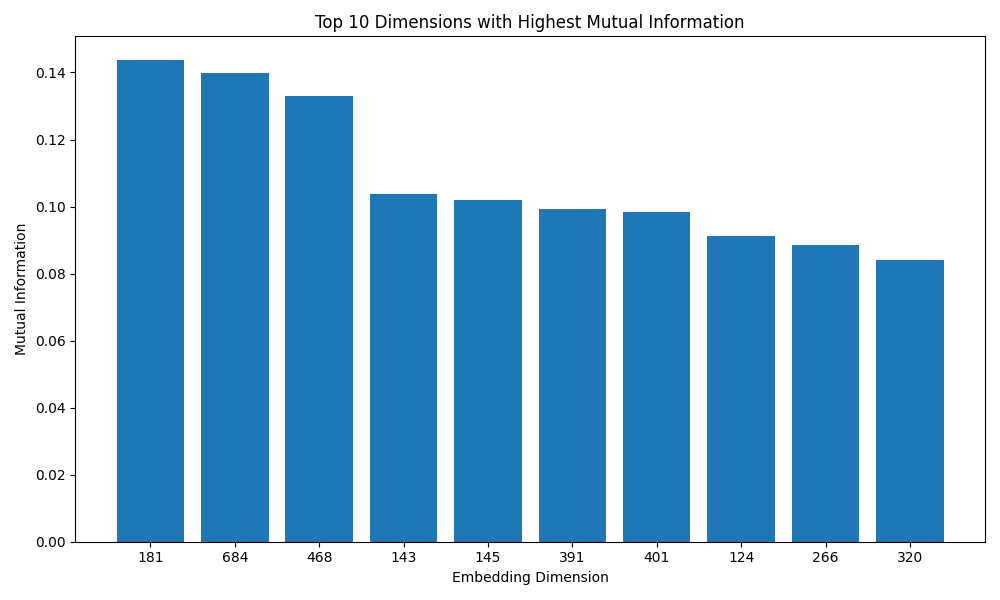 Top 10 Dimensions with Highest Mutual Information
Mutual Information
0.14
0.12
0.10
0.08
0.06
0.04
0.02
0.00
181 684 468 143 145 391 401 124 266 320
Embedding Dimension